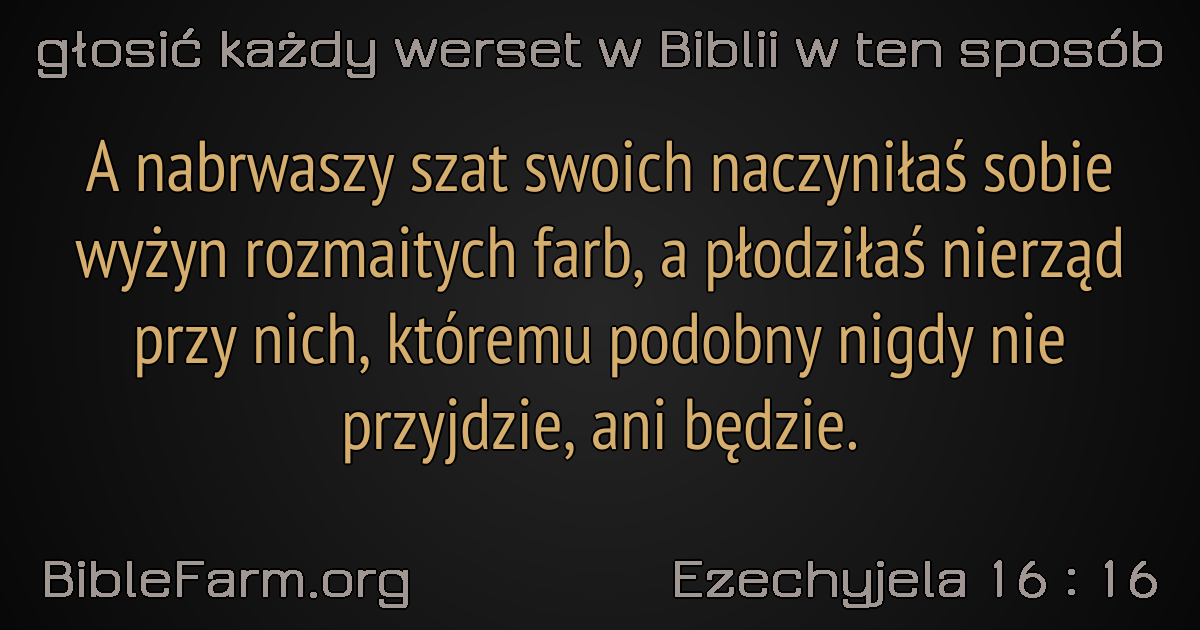 głosić każdy werset w Biblii w ten sposób
A nabrwaszy szat swoich naczyniłaś sobie
wyżyn rozmaitych farb, a płodziłaś nierząd
przy nich, któremu podobny nigdy nie
przyjdzie, ani będzie.
BibleFarm.org
Ezechyjela 16 : 16